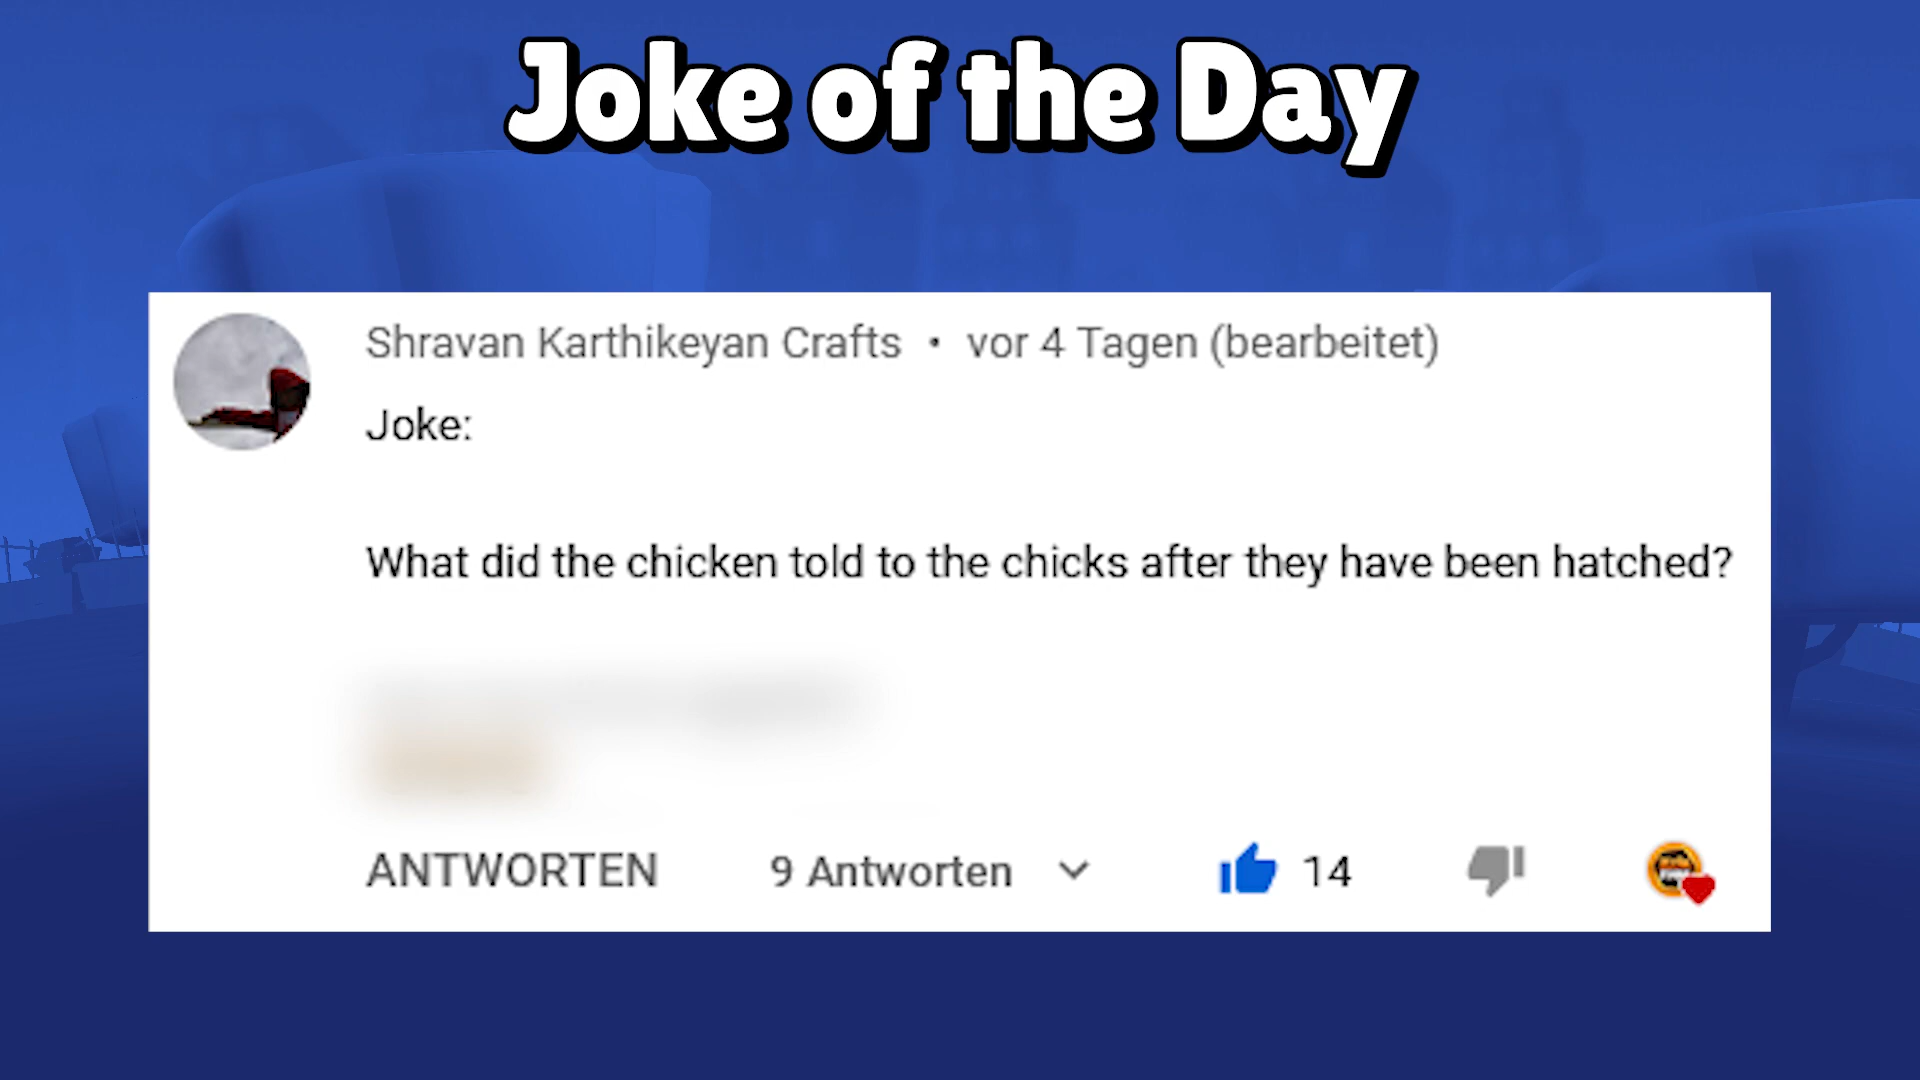 Joke of the Day
Shravan Karthikeyan Crafts • vor 4 Tagen (bearbeitet)
Joke:
What did the chicken told to the chicks after they have been hatched?
ANTWORTEN 9 Antworten 14